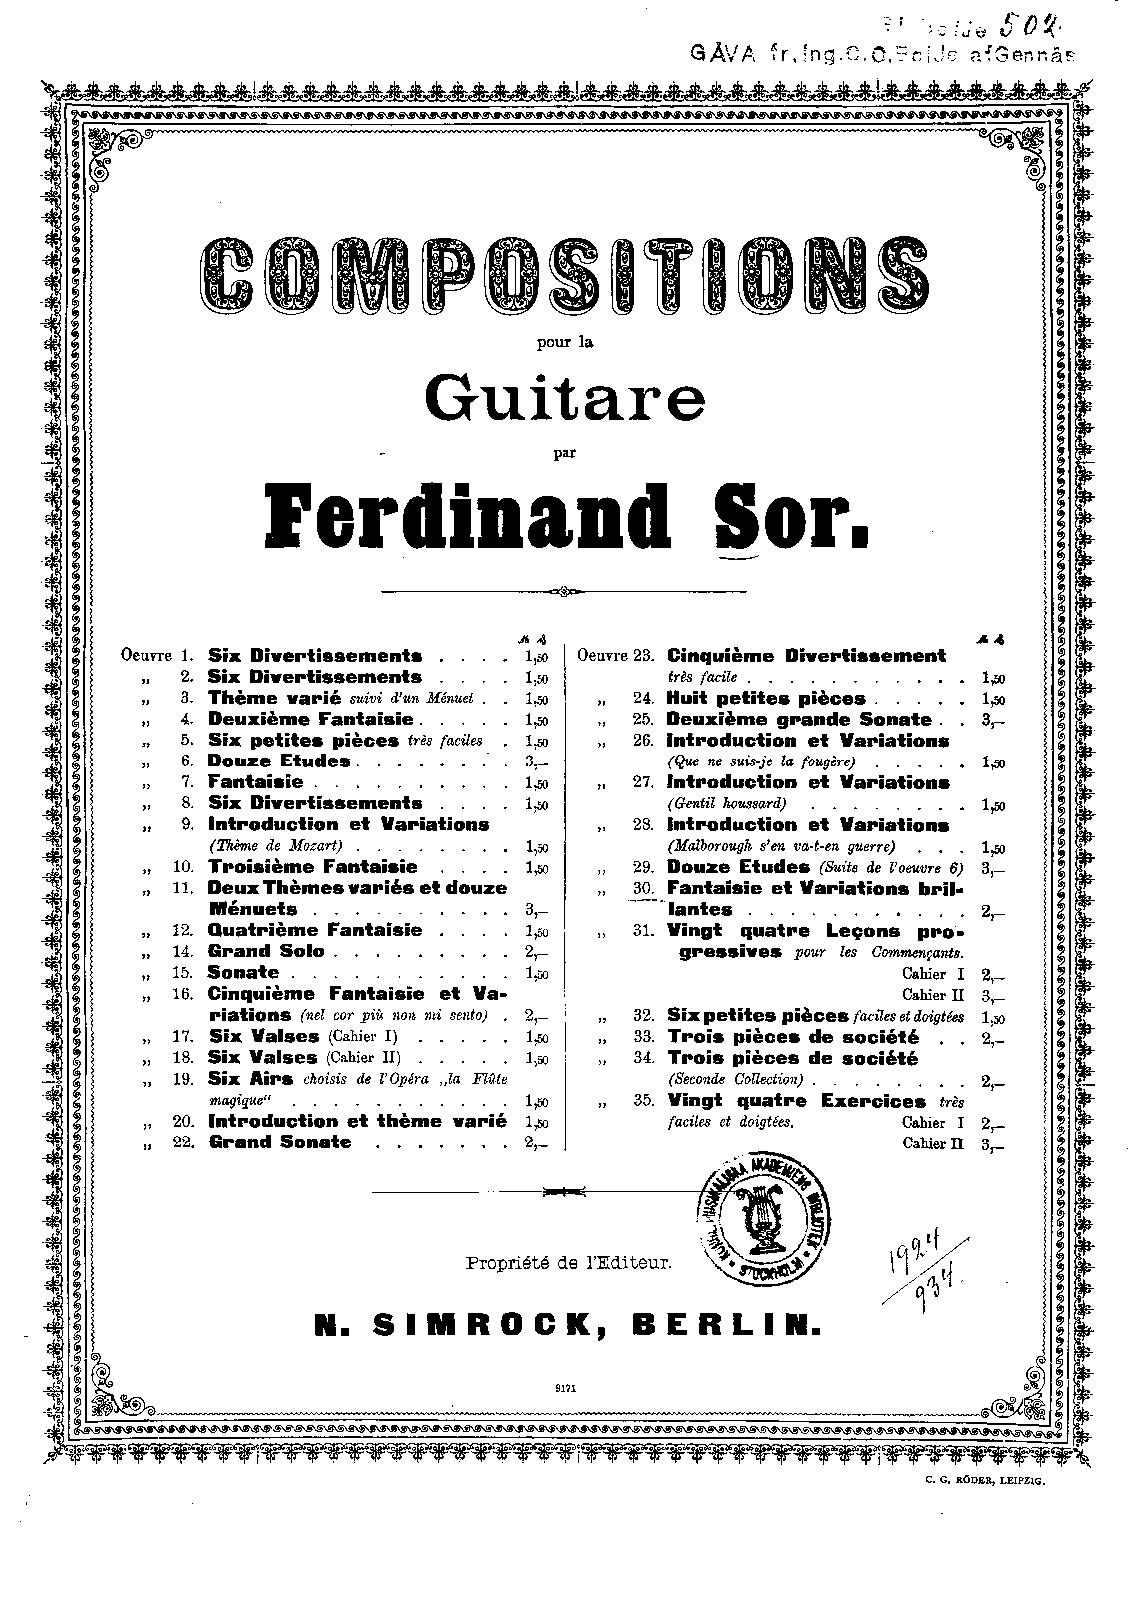 502.
GÅVA fr. Ing. C. O. Boije af Gennäs
COMPOSITIONS
pour la
Guitare
par
Ferdinand Sor.
Oeuvre 1. Six Divertissements . . . . 1,50
„ 2. Six Divertissements . . . . 1,50
„ 3. Thème varié suivi d'un Ménuet . . 1,50
„ 4. Deuxième Fantaisie . . . . . 1,50
„ 5. Six petites pièces très faciles . 1,50
„ 6. Douze Etudes . . . . . . . . 3,—
„ 7. Fantaisie . . . . . . . . . . 1,50
„ 8. Six Divertissements . . . . 1,50
„ 9. Introduction et Variations
(Thème de Mozart) . . . . . . . . 1,50
„ 10. Troisième Fantaisie . . . . 1,50
„ 11. Deux Thèmes variés et douze
Ménuets . . . . . . . . . . 3,—
„ 12. Quatrième Fantaisie . . . . 1,50
„ 14. Grand Solo . . . . . . . . . 2,—
„ 15. Sonate . . . . . . . . . . . 1,50
„ 16. Cinquième Fantaisie et Va-
riations (nel cor più non mi sento) . 2,—
„ 17. Six Valses (Cahier I) . . . . . 1,50
„ 18. Six Valses (Cahier II) . . . . . 1,50
„ 19. Six Airs choisis de l'Opéra „la Flûte
magique“ . . . . . . . . . . . 1,50
„ 20. Introduction et thème varié 1,50
„ 22. Grand Sonate . . . . . . . 2,—
Oeuvre 23. Cinquième Divertissement
très facile . . . . . . . . . . . 1,50
„ 24. Huit petites pièces . . . . . 1,50
„ 25. Deuxième grande Sonate . . 3,—
„ 26. Introduction et Variations
(Que ne suis-je la fougère) . . . . . 1,50
„ 27. Introduction et Variations
(Gentil houssard) . . . . . . . . 1,50
„ 28. Introduction et Variations
(Malborough s'en va-t-en guerre) . . . 1,50
„ 29. Douze Etudes (Suite de l'oeuvre 6) 3,—
„ 30. Fantaisie et Variations bril-
lantes . . . . . . . . . . . 2,—
„ 31. Vingt quatre Leçons pro-
gressives pour les Commençants.
Cahier I 2,—
Cahier II 3,—
„ 32. Six petites pièces faciles et doigtées 1,50
„ 33. Trois pièces de société . . 2,—
„ 34. Trois pièces de société
(Seconde Collection) . . . . . . . . 2,—
„ 35. Vingt quatre Exercices très
faciles et doigtées. Cahier I 2,—
Cahier II 3,—
KUNGL. MUSIKALISKA AKADEMIENS BIBLIOTEK
* STOCKHOLM *
Propriété de l'Editeur.
1924/934.
N. SIMROCK, BERLIN.
9171
C. G. RÖDER, LEIPZIG.